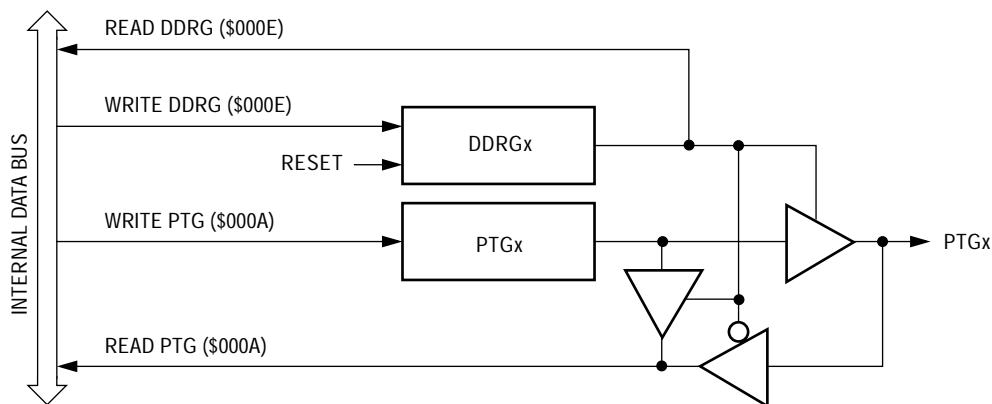 READ DDRG ($000E)
WRITE DDRG ($000E)
DDRGx
RESET
INTERNAL DATA BUS
WRITE PTG ($000A)
PTGx
PTGx
READ PTG ($000A)